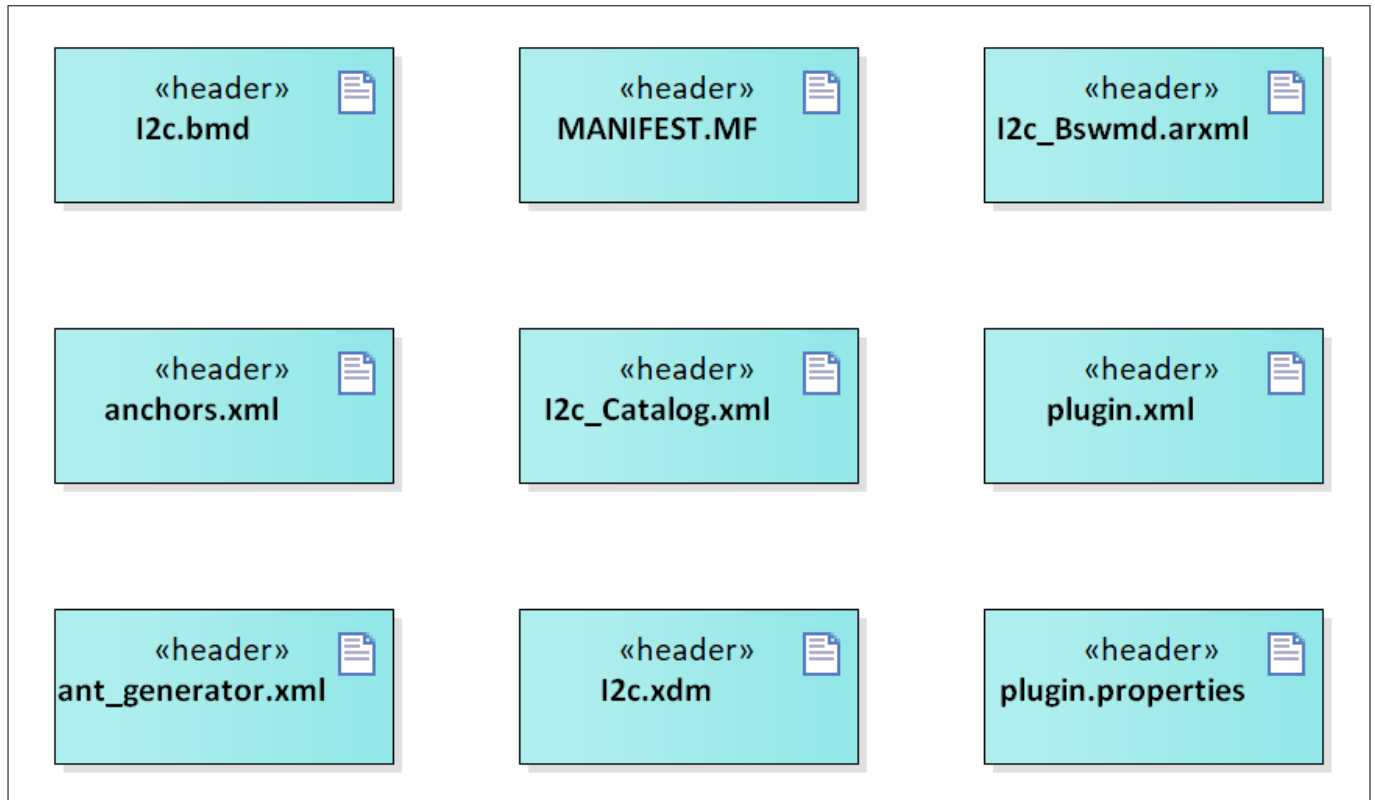 «header»
I2c.bmd
«header»
MANIFEST.MF
«header»
I2c_Bswmd.arxml
«header»
anchors.xml
«header»
I2c_Catalog.xml
«header»
plugin.xml
«header»
ant_generator.xml
«header»
I2c.xdm
«header»
plugin.properties